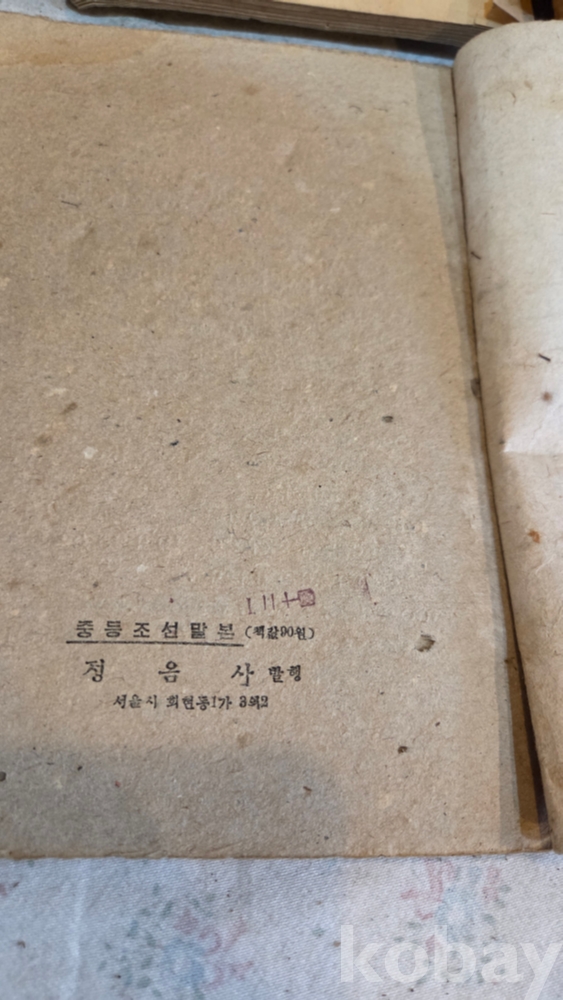 중등조선말본 (책값90원)
정음사 발행
서울시 회현동1가 3의2
kobay